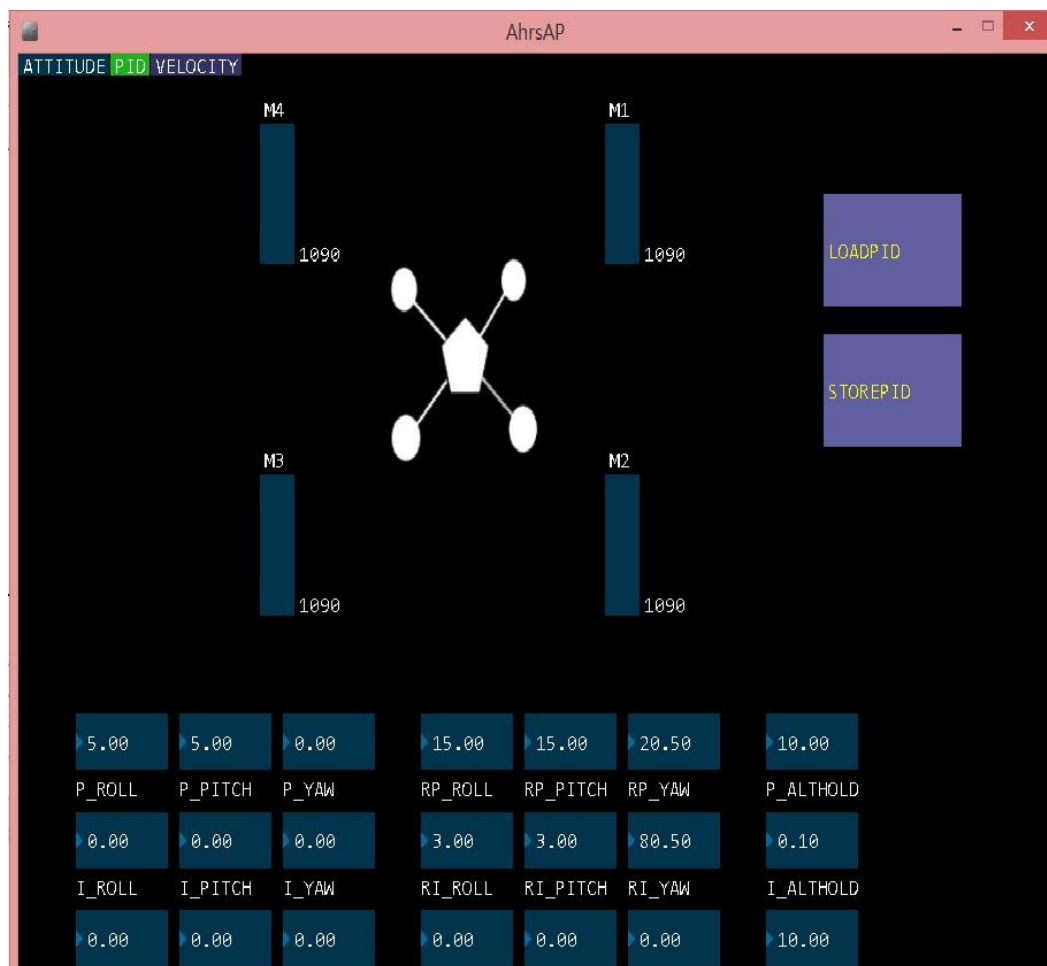 AhrsAP
ATTITUDE PID VELOCITY
M4 M1
1090 1090
LOADPID
STOREPID
M3 M2
1090 1090
5.00 5.00 0.00 15.00 15.00 20.50 10.00
P_ROLL P_PITCH P_YAW RP_ROLL RP_PITCH RP_YAW P_ALTHOLD
0.00 0.00 0.00 3.00 3.00 80.50 0.10
I_ROLL I_PITCH I_YAW RI_ROLL RI_PITCH RI_YAW I_ALTHOLD
0.00 0.00 0.00 0.00 0.00 0.00 10.00